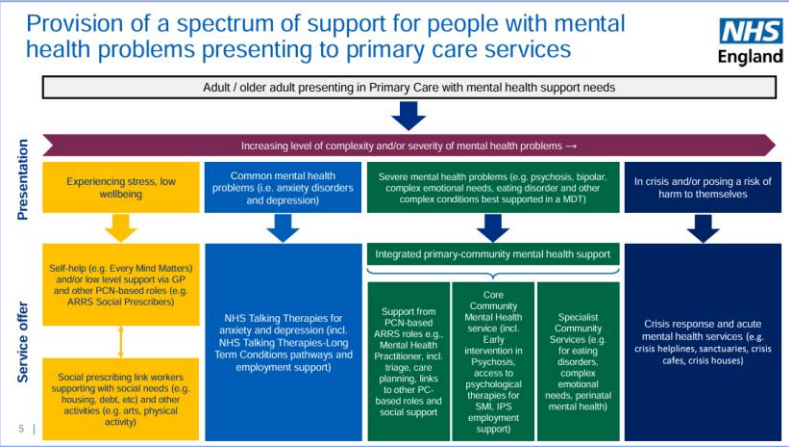 Provision of a spectrum of support for people with mental
health problems presenting to primary care services
NHS
England
Adult / older adult presenting in Primary Care with mental health support needs
Increasing level of complexity and/or severity of mental health problems →
Presentation
Experiencing stress, low
wellbeing
Common mental health
problems (i.e. anxiety disorders
and depression)
Severe mental health problems (e.g. psychosis, bipolar,
complex emotional needs, eating disorder and other
complex conditions best supported in a MDT)
In crisis and/or posing a risk of
harm to themselves
Service offer
Self-help (e.g. Every Mind Matters)
and/or low level support via GP
and other PCN-based roles (e.g.
ARRS Social Prescribers)
Social prescribing link workers
supporting with social needs (e.g.
housing, debt, etc) and other
activities (e.g. arts, physical
activity)
NHS Talking Therapies for
anxiety and depression (incl.
NHS Talking Therapies-Long
Term Conditions pathways and
employment support)
Integrated primary-community mental health support
Support from
PCN-based
ARRS roles e.g.,
Mental Health
Practitioner, incl.
triage, care
planning, links
to other PC-
based roles and
social support
Core
Community
Mental Health
service (incl.
Early
intervention in
Psychosis,
access to
psychological
therapies for
SMI, IPS
employment
support)
Specialist
Community
Services (e.g.
for eating
disorders,
complex
emotional
needs, perinatal
mental health)
Crisis response and acute
mental health services (e.g.
crisis helplines, sanctuaries, crisis
cafes, crisis houses)
5 |